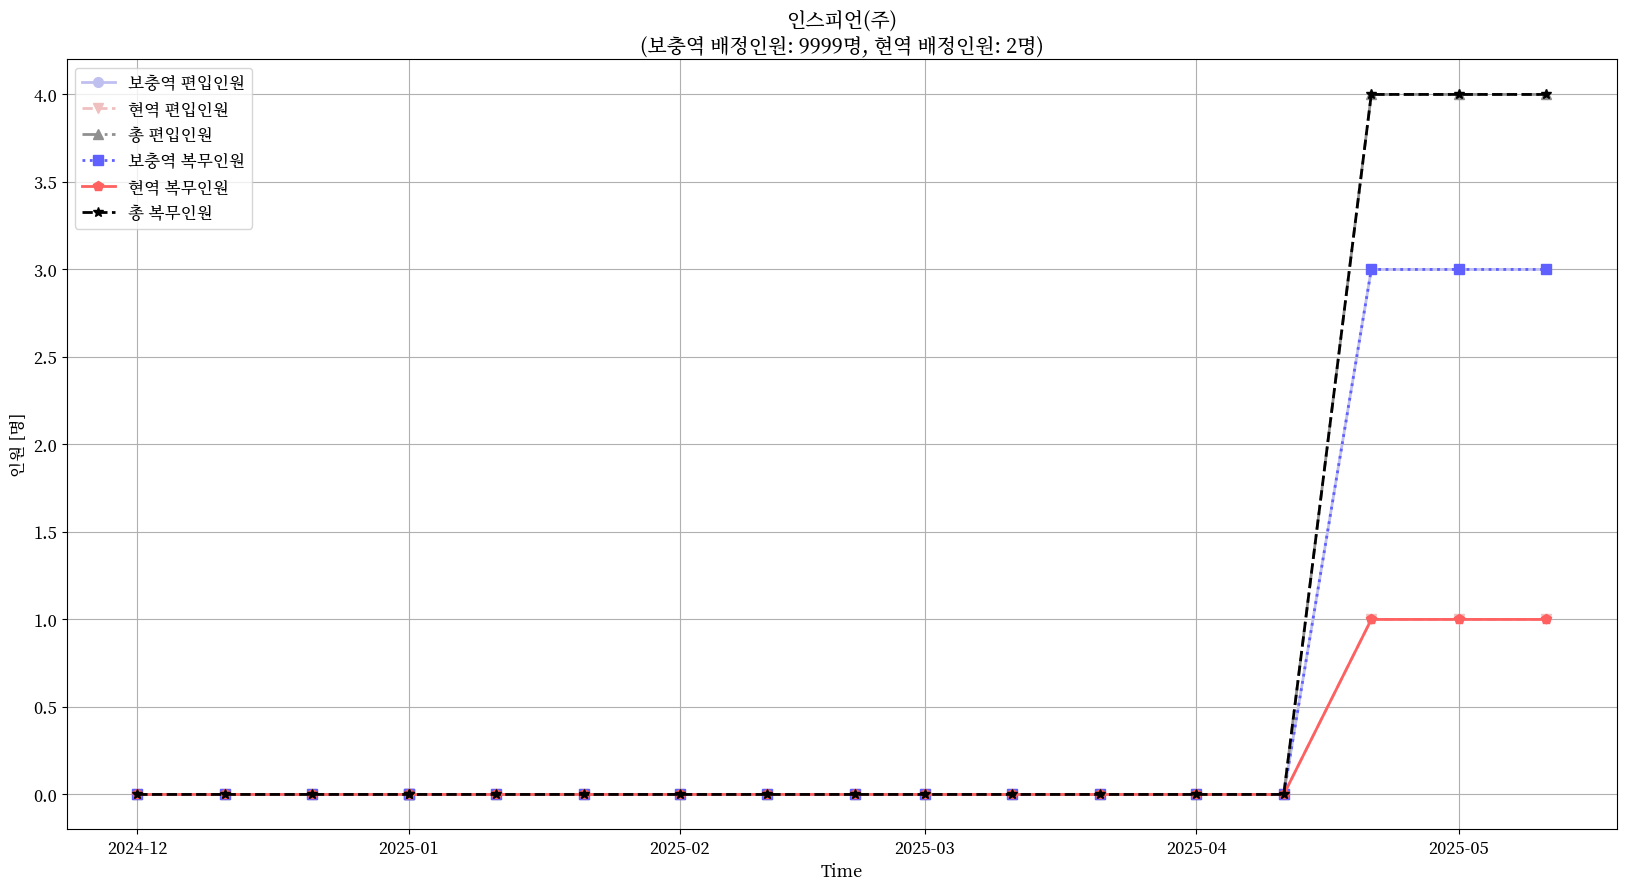 인스피언(주)
(보충역 배정인원: 9999명, 현역 배정인원: 2명)
보충역 편입인원
현역 편입인원
총 편입인원
보충역 복무인원
현역 복무인원
총 복무인원
4.0
3.5
3.0
2.5
2.0
1.5
1.0
0.5
0.0
인원 [명]
2024-12
2025-01
2025-02
2025-03
2025-04
2025-05
Time